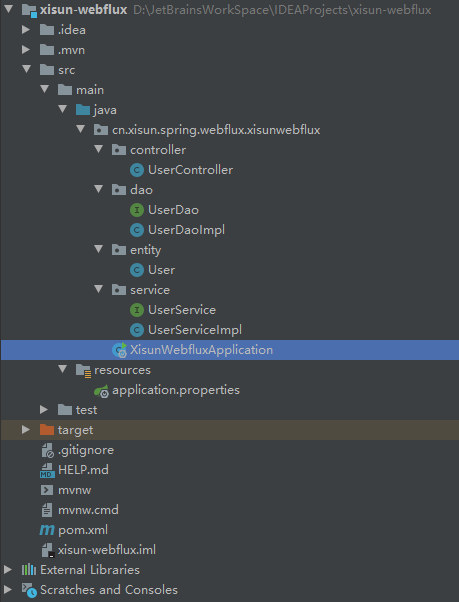 xisun-webflux D:\JetBrainsWorkSpace\IDEAProjects\xisun-webflux
.idea
.mvn
src
main
java
cn.xisun.spring.webflux.xisunwebflux
controller
C UserController
dao
I UserDao
C UserDaoImpl
entity
C User
service
I UserService
C UserServiceImpl
XisunWebfluxApplication
resources
application.properties
test
target
.gitignore
MD HELP.md
mvnw
mvnw.cmd
m pom.xml
xisun-webflux.iml
External Libraries
Scratches and Consoles